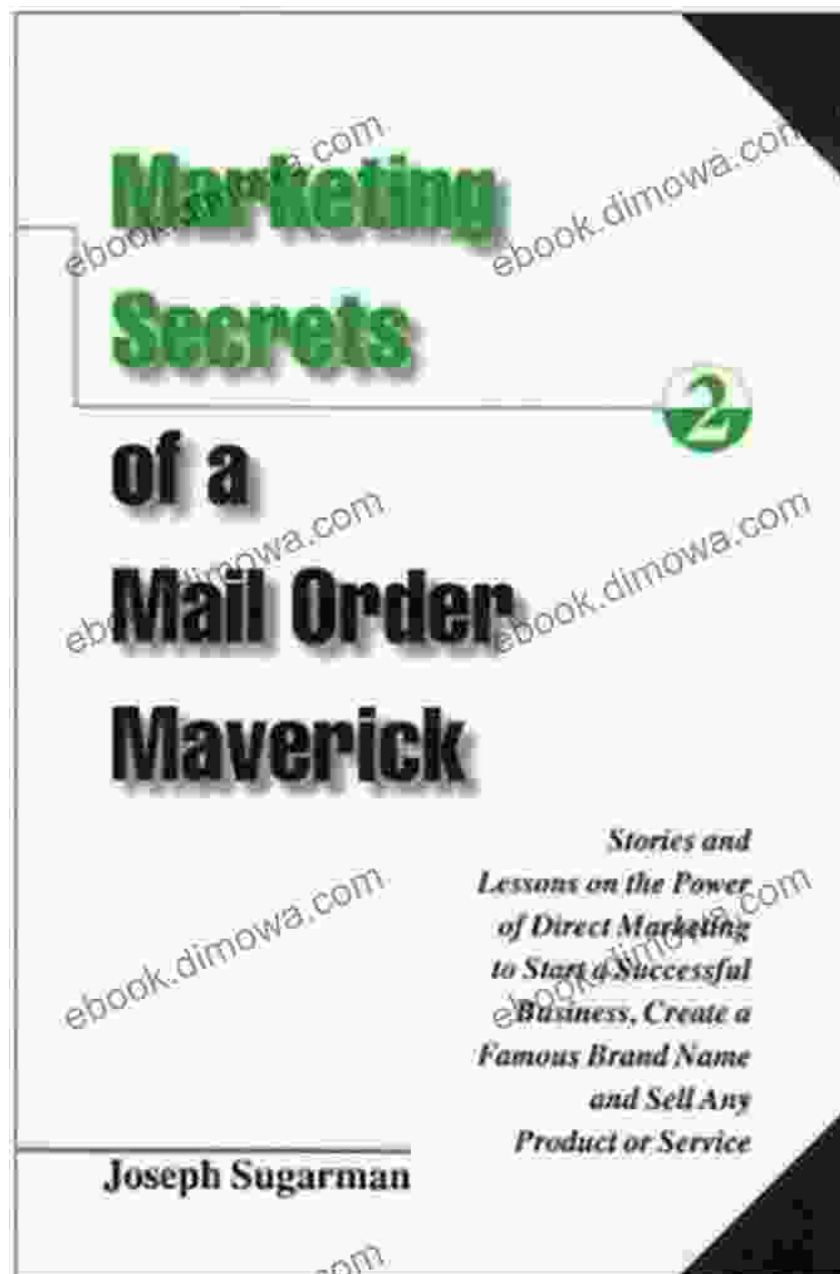 Marketing
Secrets
2
of a
Mail Order
Maverick
Stories and
Lessons on the Power
of Direct Marketing
to Start a Successful
Business, Create a
Famous Brand Name
and Sell Any
Product or Service
Joseph Sugarman
ebook.dimowa.com
ebook.dimowa.com
ebook.dimowa.com
ebook.dimowa.com
ebook.dimowa.com
ebook.dimowa.com
.com